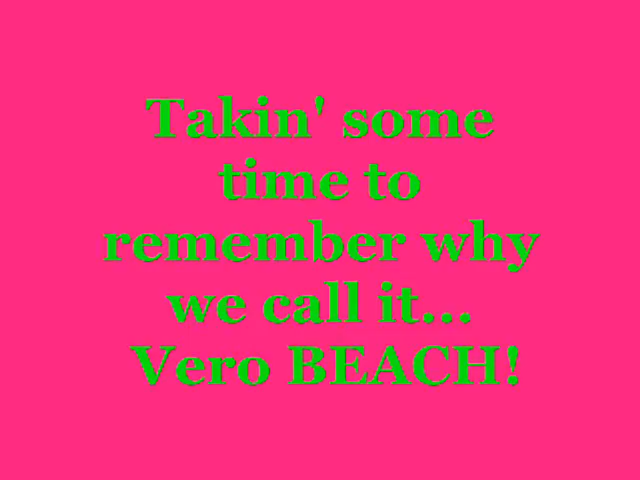 Takin' some
time to
remember why
we call it...
Vero BEACH!